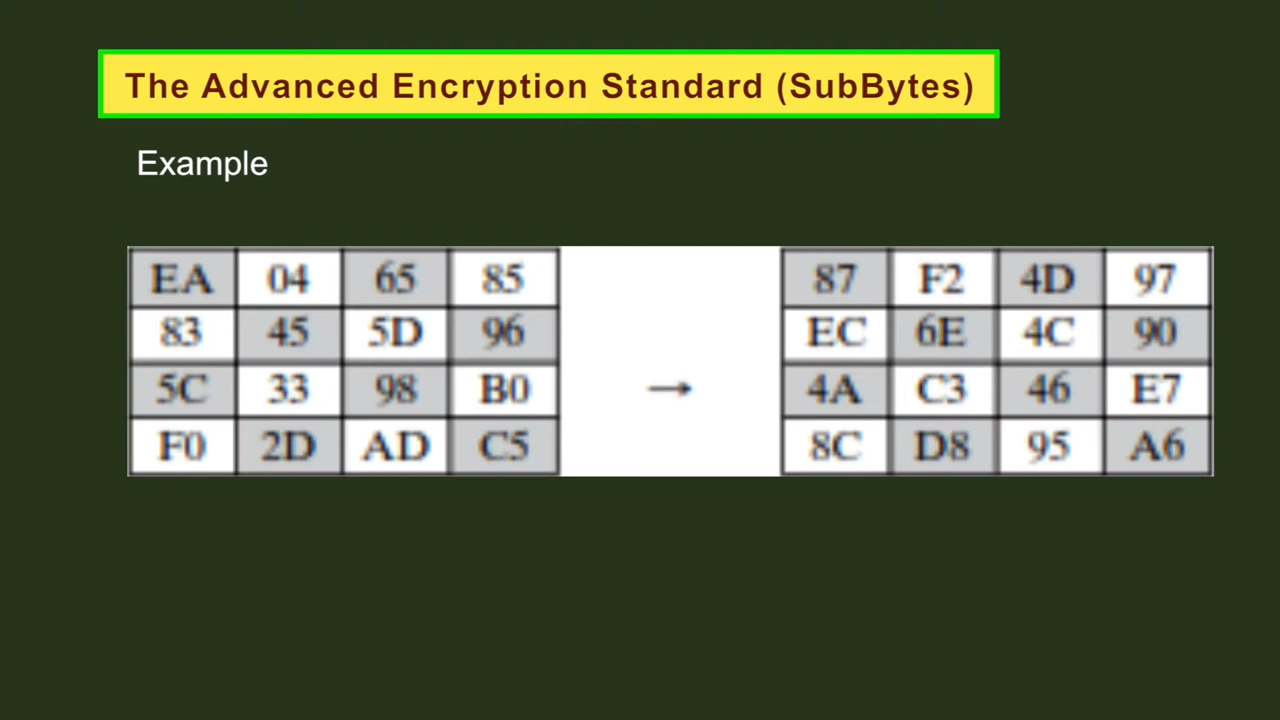 The Advanced Encryption Standard (SubBytes)
Example
EA 04 65 85 87 F2 4D 97
83 45 5D 96 EC 6E 4C 90
5C 33 98 B0 → 4A C3 46 E7
F0 2D AD C5 8C D8 95 A6